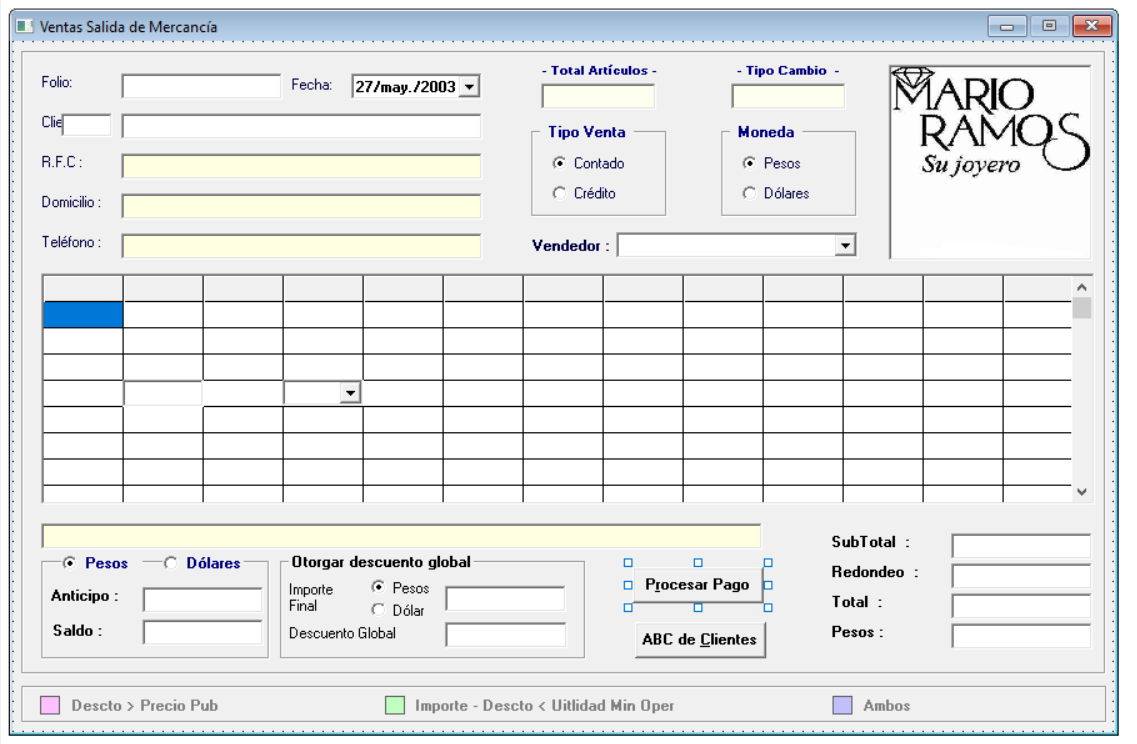 Ventas Salida de Mercancía
Folio:
Fecha: 27/may./2003
- Total Artículos -
- Tipo Cambio -
MARIO
RAMOS
Su joyero
Clie
R.F.C :
Domicilio :
Teléfono :
Tipo Venta
Contado
Crédito
Moneda
Pesos
Dólares
Vendedor :
Pesos Dólares
Anticipo :
Saldo :
Otorgar descuento global
Importe
Final
Pesos
Dólar
Descuento Global
Procesar Pago
ABC de Clientes
SubTotal :
Redondeo :
Total :
Pesos :
Descto > Precio Pub
Importe - Descto < Uitlidad Min Oper
Ambos